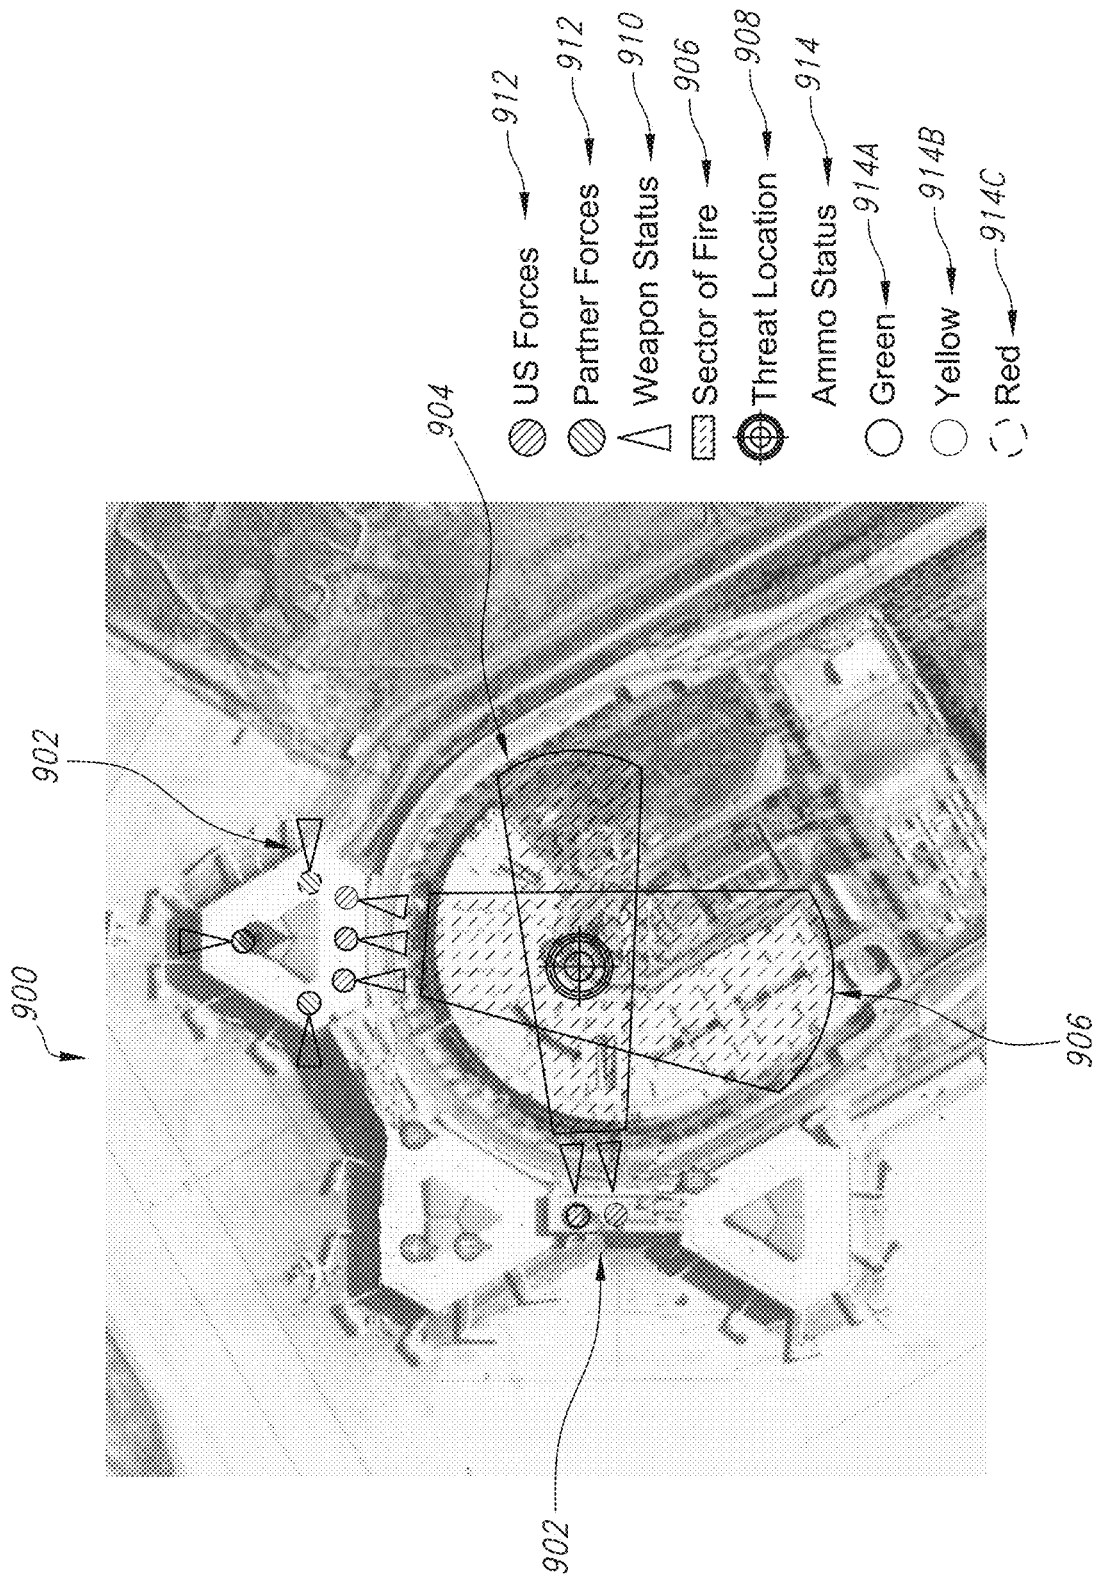 900
902
902
904
906
US Forces 912
Partner Forces 912
Weapon Status 910
Sector of Fire 906
Threat Location 908
Ammo Status 914
Green 914A
Yellow 914B
Red 914C